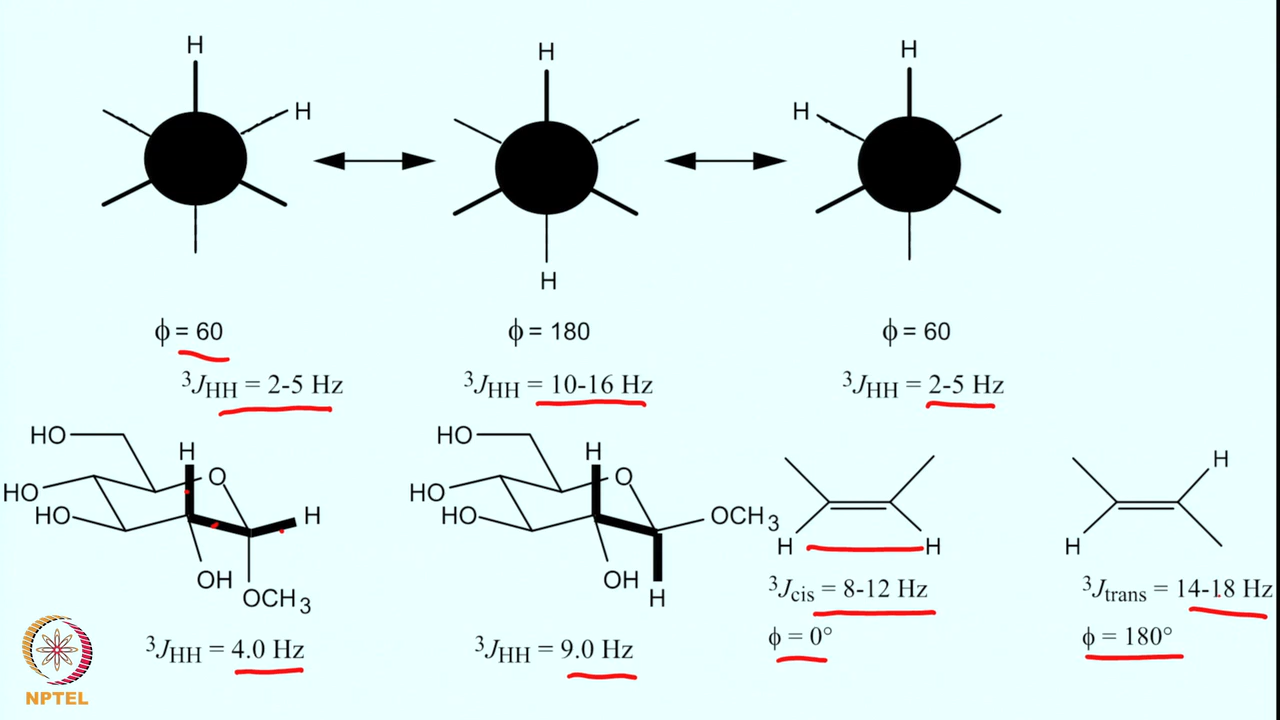 H
H
H
H
H
H
ϕ = 60
ϕ = 180
ϕ = 60
³J_HH = 2-5 Hz
³J_HH = 10-16 Hz
³J_HH = 2-5 Hz
HO
H
O
HO
HO
H
OH
OCH₃
HO
H
O
HO
HO
OCH₃
OH
H
H
H
H
H
³J_HH = 4.0 Hz
³J_HH = 9.0 Hz
³J_cis = 8-12 Hz
ϕ = 0°
³J_trans = 14-18 Hz
ϕ = 180°
NPTEL